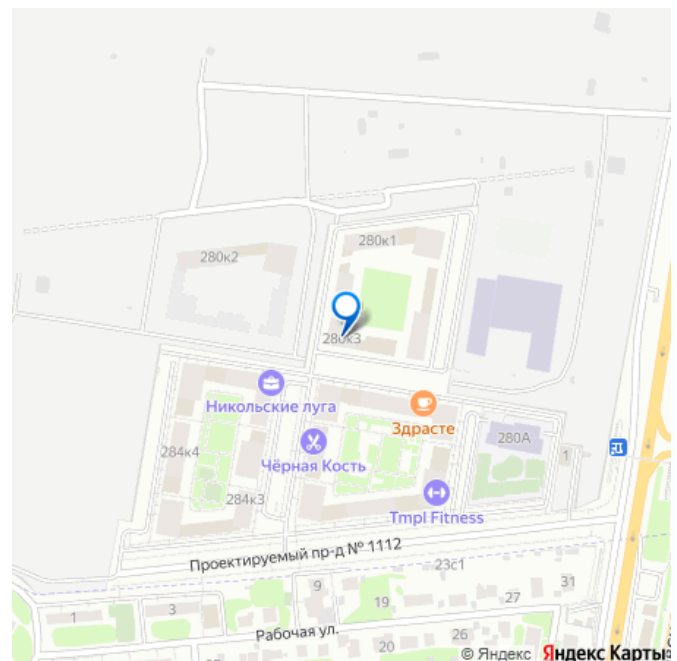 280к1
280к2
280к3
Никольские луга
Здрасте
284к4
Чёрная Кость
280А
1
284к3
Tmpl Fitness
Проектируемый пр-д № 1112
23с1
9
31
1
3
19
27
Рабочая ул.
26
20
© Яндекс Яндекс Карты